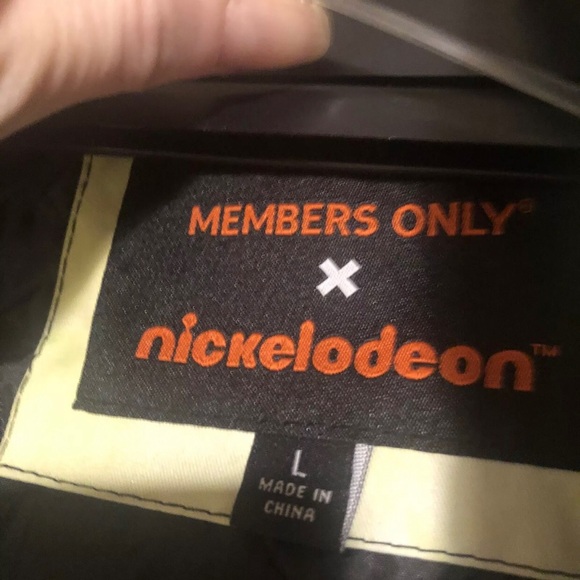 MEMBERS ONLY®
×
nickelodeon™
L
MADE IN
CHINA